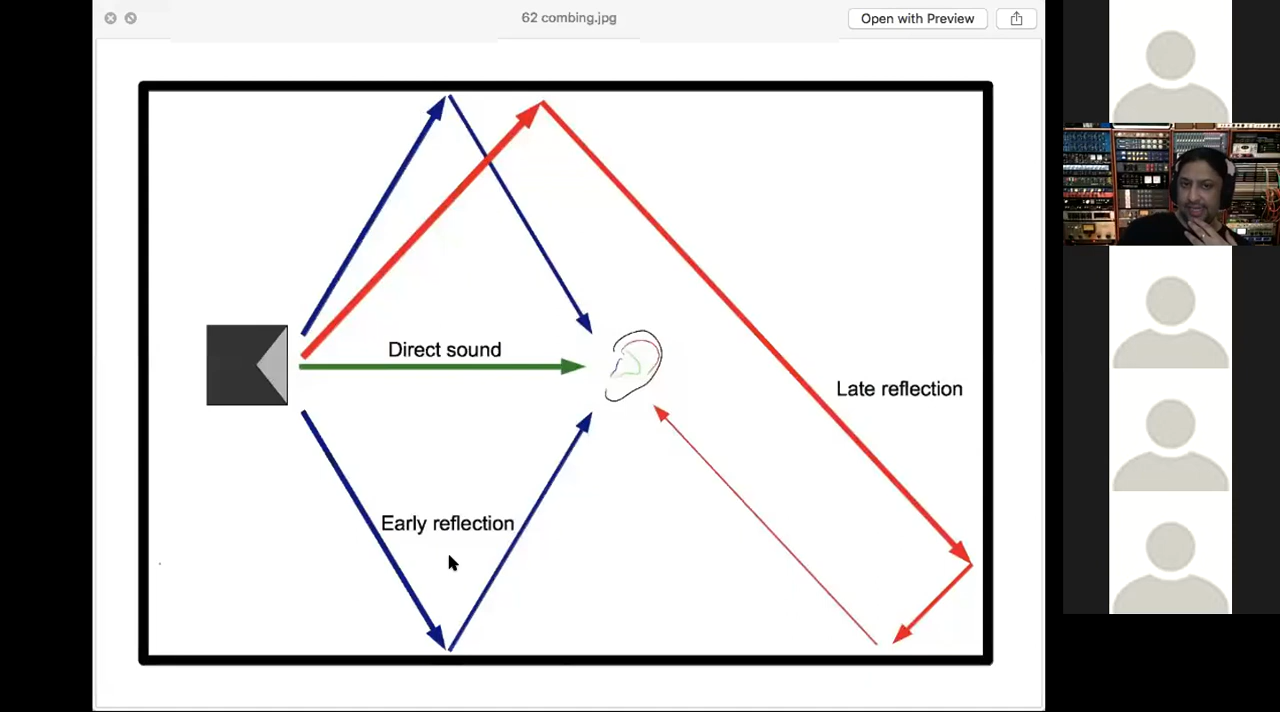 62 combing.jpg
Open with Preview
Direct sound
Late reflection
Early reflection